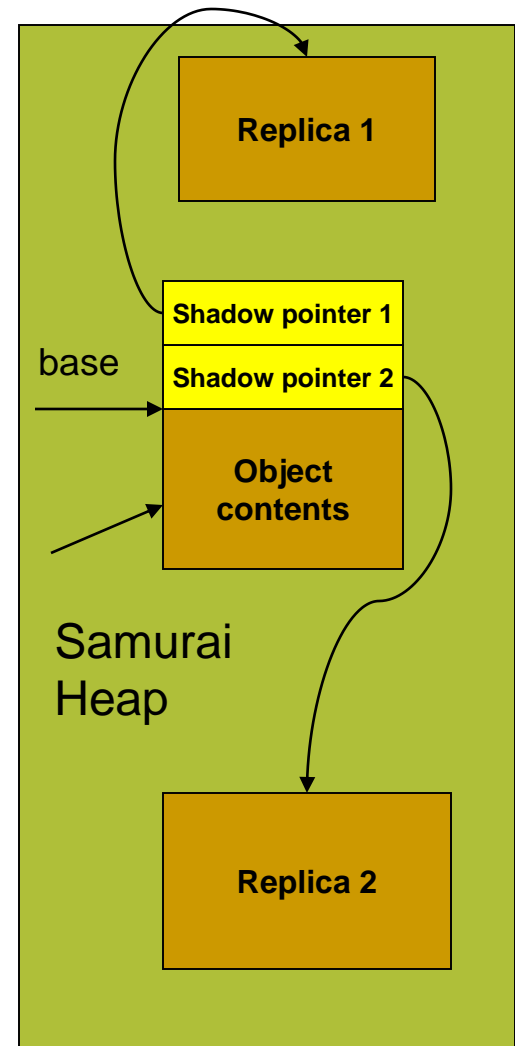 Replica 1
Shadow pointer 1
base
Shadow pointer 2
Object
contents
Samurai
Heap
Replica 2